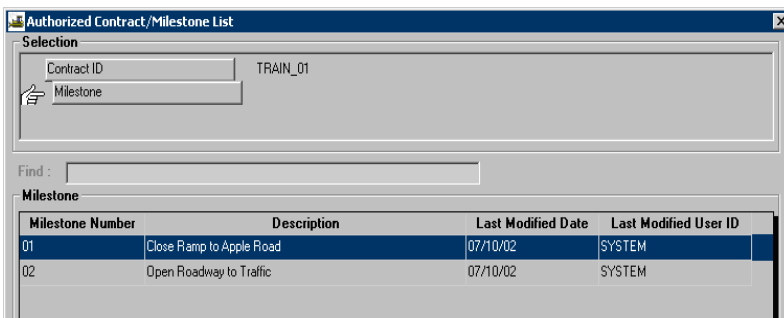 Authorized Contract/Milestone List
Selection
Contract ID TRAIN_01
Milestone
Find :
Milestone
Milestone Number Description Last Modified Date Last Modified User ID
01 Close Ramp to Apple Road 07/10/02 SYSTEM
02 Open Roadway to Traffic 07/10/02 SYSTEM